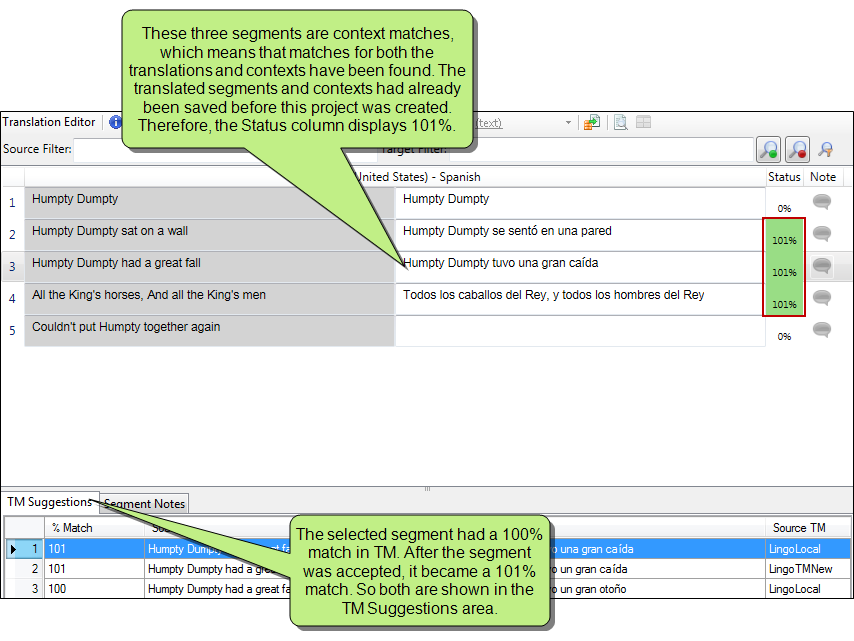 These three segments are context matches,
which means that matches for both the
translations and contexts have been found. The
translated segments and contexts had already
been saved before this project was created.
Therefore, the Status column displays 101%.
Translation Editor (text)
Source Filter: Target Filter:
United States) - Spanish Status Note
1 Humpty Dumpty Humpty Dumpty 0%
2 Humpty Dumpty sat on a wall Humpty Dumpty se sentó en una pared 101%
3 Humpty Dumpty had a great fall Humpty Dumpty tuvo una gran caída 101%
4 All the King's horses, And all the King's men Todos los caballos del Rey, y todos los hombres del Rey 101%
5 Couldn't put Humpty together again 0%
TM Suggestions Segment Notes
% Match Source TM
1 101 Humpty Dumpty had a great fa o una gran caída LingoLocal
2 101 Humpty Dumpty had a gre o un gran caída LingoTMNew
3 100 Humpty Dumpty had a great fa o un gran otoño LingoLocal
The selected segment had a 100%
match in TM. After the segment
was accepted, it became a 101%
match. So both are shown in the
TM Suggestions area.